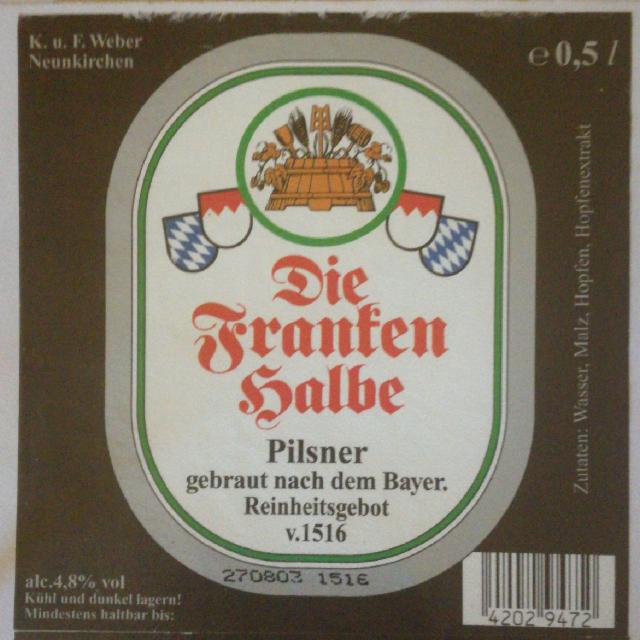 K. u. F. Weber
Neunkirchen
e 0,5 l
Die
Franken
Halbe
Pilsner
gebraut nach dem Bayer.
Reinheitsgebot
v.1516
Zutaten: Wasser, Malz, Hopfen, Hopfenextrakt
alc.4,8% vol
Kühl und dunkel lagern!
Mindestens haltbar bis:
270803 1516
4202 9472